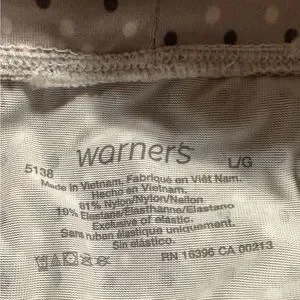 warner's
5138
L/G
Made in Vietnam. Fabriqué en Viêt Nam.
Hecho en Vietnam.
81% Nylon/Nylon/Nailon
19% Elastane/Elasthanne/Elastano
Exclusive of elastic.
Sans ruban élastique uniquement.
Sin elástico.
RN 16396 CA 00213